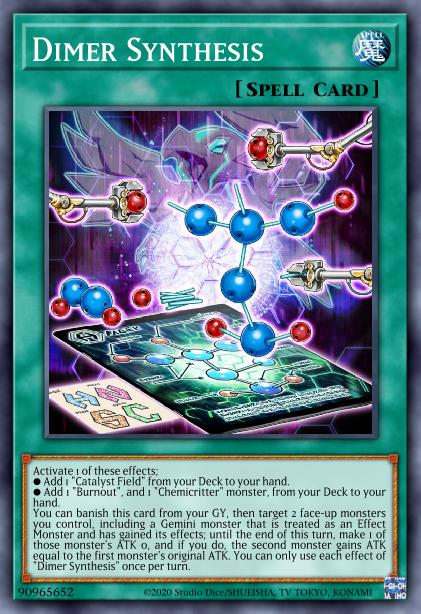 DIMER SYNTHESIS
SPELL
魔
[SPELL CARD]
Activate 1 of these effects;
● Add 1 "Catalyst Field" from your Deck to your hand.
● Add 1 "Burnout", and 1 "Chemicritter" monster, from your Deck to your
hand.
You can banish this card from your GY, then target 2 face-up monsters
you control, including a Gemini monster that is treated as an Effect
Monster and has gained its effects; until the end of this turn, make 1 of
those monster's ATK 0, and if you do, the second monster gains ATK
equal to the first monster's original ATK. You can only use each effect of
"Dimer Synthesis" once per turn.
90965652
©2020 Studio Dice/SHUEISHA, TV TOKYO, KONAMI